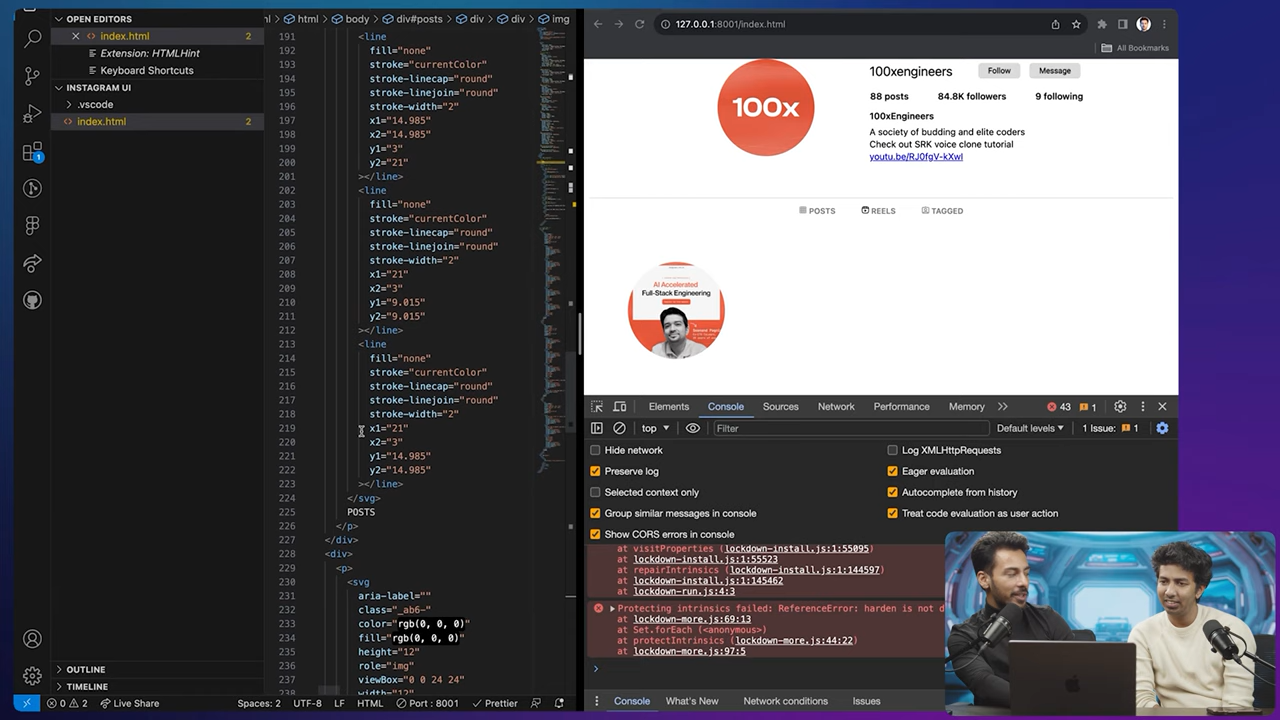 OPEN EDITORS
index.html 2
Extension: HTMLHint
Keyboard Shortcuts
INSTAGRAM UI
.vscode
index.html 2
1
OUTLINE
TIMELINE
html > body > div#posts > div > div > img
191 <line
fill="none"
stroke="currColor"
194 stroke-linecap="round"
195 stroke-linejoin="round"
196 stroke-width="2"
197 x1="14.985"
198 x2="14.985"
y1="3"
200 y2="21"
></line>
<line
fill="none"
204 stroke="currentColor"
205 stroke-linecap="round"
206 stroke-linejoin="round"
207 stroke-width="2"
208 x1="21"
209 x2="3"
210 y1="9.015"
211 y2="9.015"
212 ></line>
213 <line
214 fill="none"
215 stroke="currentColor"
216 stroke-linecap="round"
217 stroke-linejoin="round"
218 stroke-width="2"
219 x1="21"
220 x2="3"
221 y1="14.985"
222 y2="14.985"
223 ></line>
224 </svg>
225 POSTS
226 </p>
227 </div>
228 <div>
229 <p>
230 <svg
231 aria-label=""
232 class="_ab6-"
233 color="rgb(0, 0, 0)"
234 fill="rgb(0, 0, 0)"
235 height="12"
236 role="img"
237 viewBox="0 0 24 24"
0 2 Live Share Spaces: 2 UTF-8 LF HTML Port : 8001 Prettier
127.0.0.1:8001/index.html
All Bookmarks
100x
100xengineers Follow Message
88 posts 84.8K followers 9 following
100xEngineers
A society of budding and elite coders
Check out SRK voice clone tutorial
youtu.be/RJ0fgV-kXwI
POSTS REELS TAGGED
AI Accelerated
Full-Stack Engineering
Elements Console Sources Network Performance Memory 43 1
top Filter Default levels 1 Issue: 1
Hide network Log XMLHttpRequests
Preserve log Eager evaluation
Selected context only Autocomplete from history
Group similar messages in console Treat code evaluation as user action
Show CORS errors in console
at visitProperties (lockdown-install.js:1:55095)
at lockdown-install.js:1:55523
at repairIntrinsics (lockdown-install.js:1:144597)
at lockdown-install.js:1:145462
at lockdown-run.js:4:3
Protecting intrinsics failed: ReferenceError: harden is not d
at lockdown-more.js:69:13
at Set.forEach (<anonymous>)
at protectIntrinsics (lockdown-more.js:44:22)
at lockdown-more.js:97:5
Console What's New Network conditions Issues